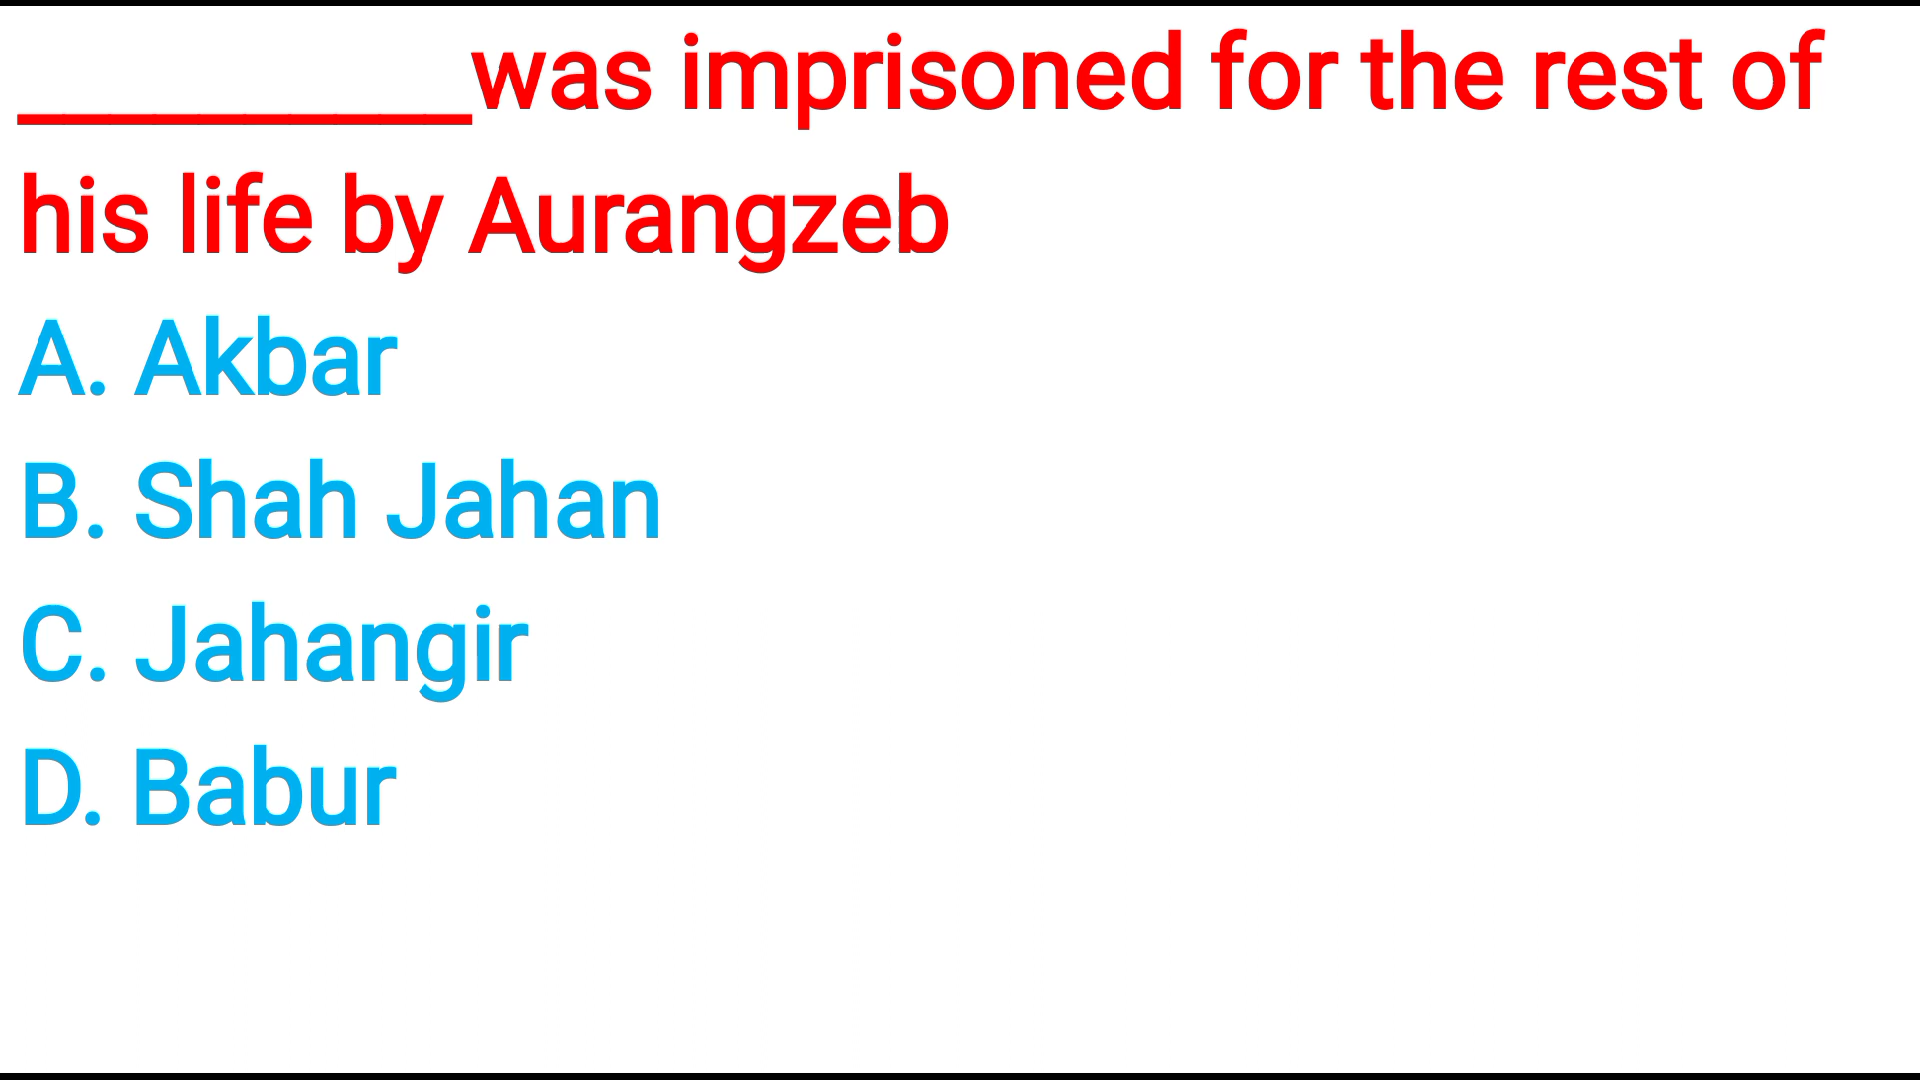 __________was imprisoned for the rest of
his life by Aurangzeb
A. Akbar
B. Shah Jahan
C. Jahangir
D. Babur